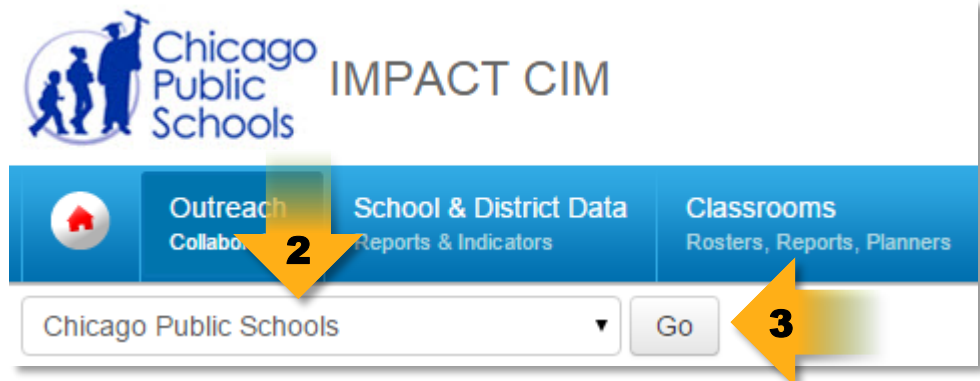 Chicago
Public
Schools
IMPACT CIM
Outreach
School & District Data
Classrooms
Reports & Indicators
Rosters, Reports, Planners
2
Chicago Public Schools
Go
3